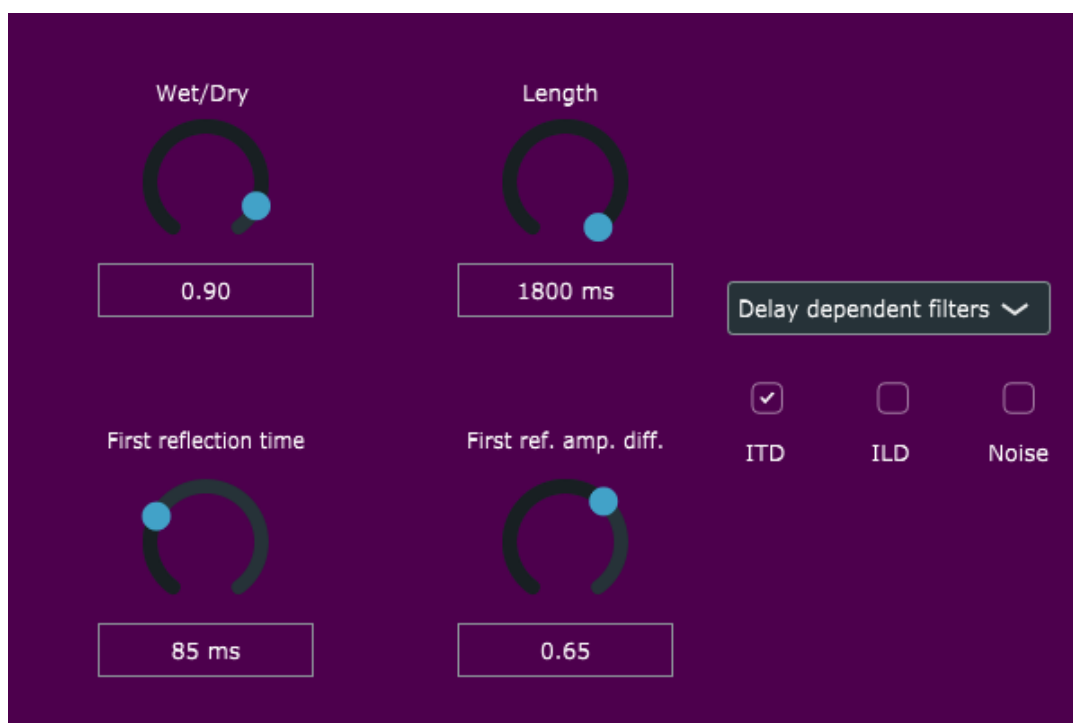 Wet/Dry
Length
0.90
1800 ms
Delay dependent filters
First reflection time
First ref. amp. diff.
ITD
ILD
Noise
85 ms
0.65